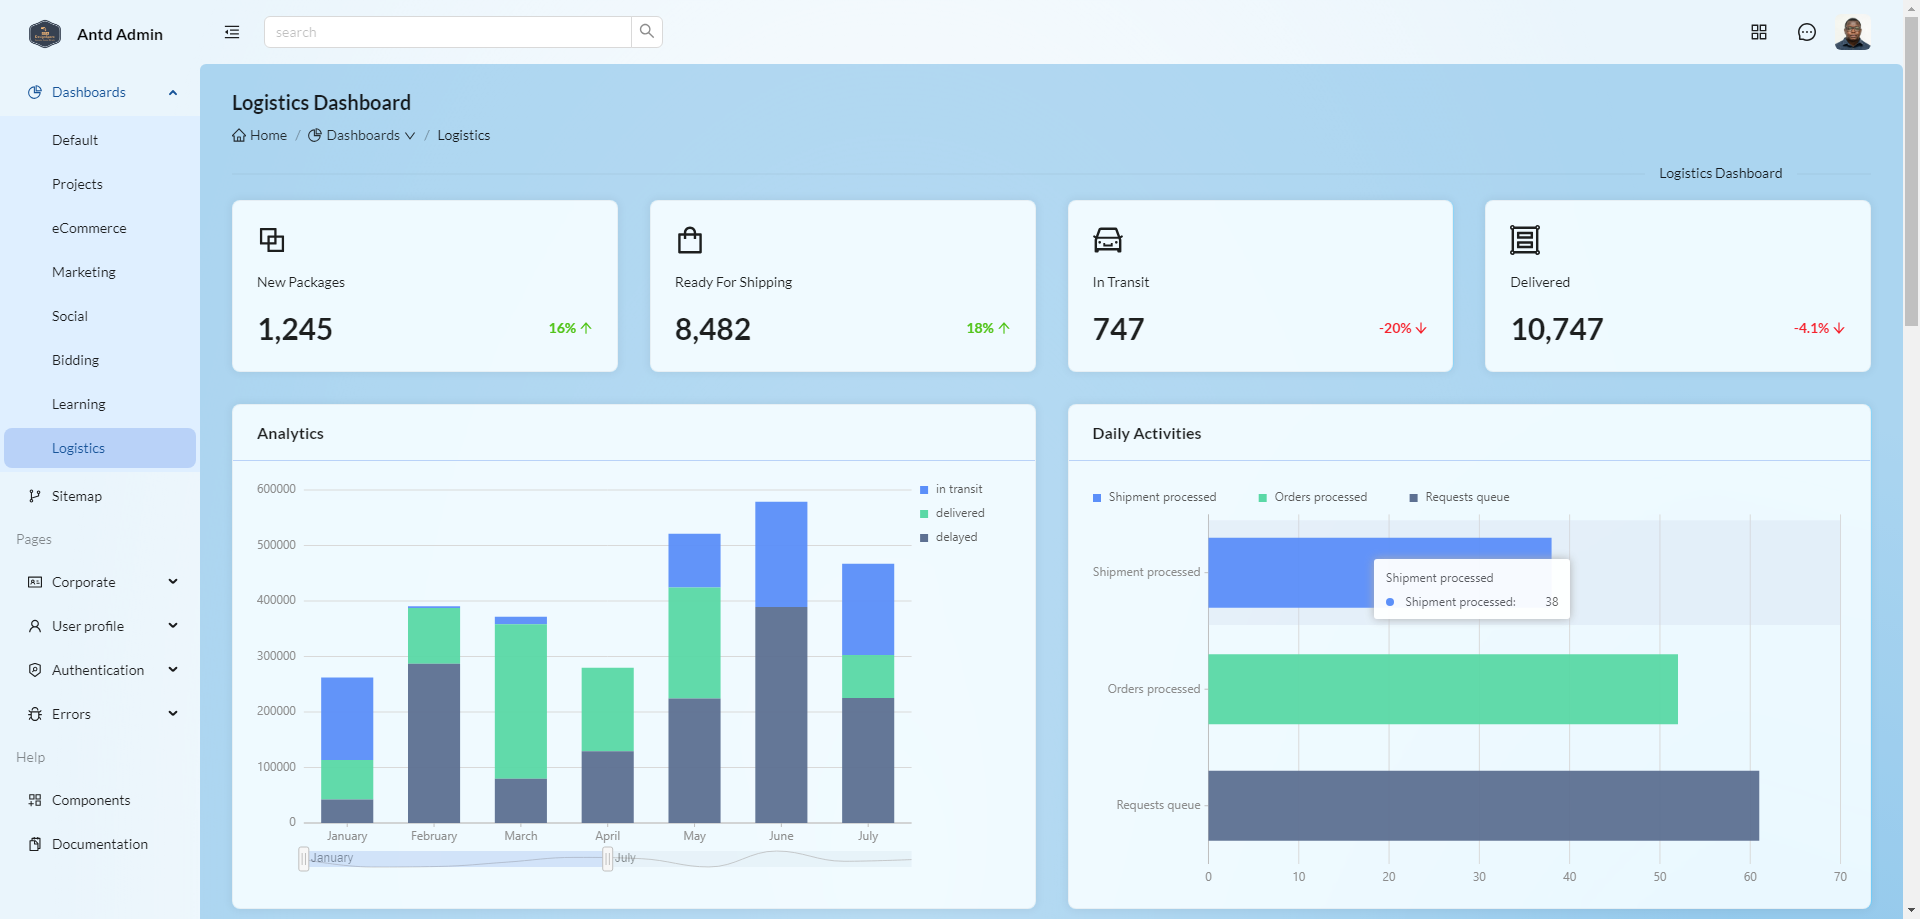 Antd Admin
search
Dashboards
Default
Projects
eCommerce
Marketing
Social
Bidding
Learning
Logistics
Sitemap
Pages
Corporate
User profile
Authentication
Errors
Help
Components
Documentation
Logistics Dashboard
Home / Dashboards / Logistics
Logistics Dashboard
New Packages
1,245
16%
Ready For Shipping
8,482
18%
In Transit
747
-20%
Delivered
10,747
-4.1%
Analytics
600000
500000
400000
300000
200000
100000
0
in transit
delivered
delayed
January February March April May June July
January July
Daily Activities
Shipment processed Orders processed Requests queue
Shipment processed
Shipment processed
Shipment processed: 38
Orders processed
Requests queue
0 10 20 30 40 50 60 70